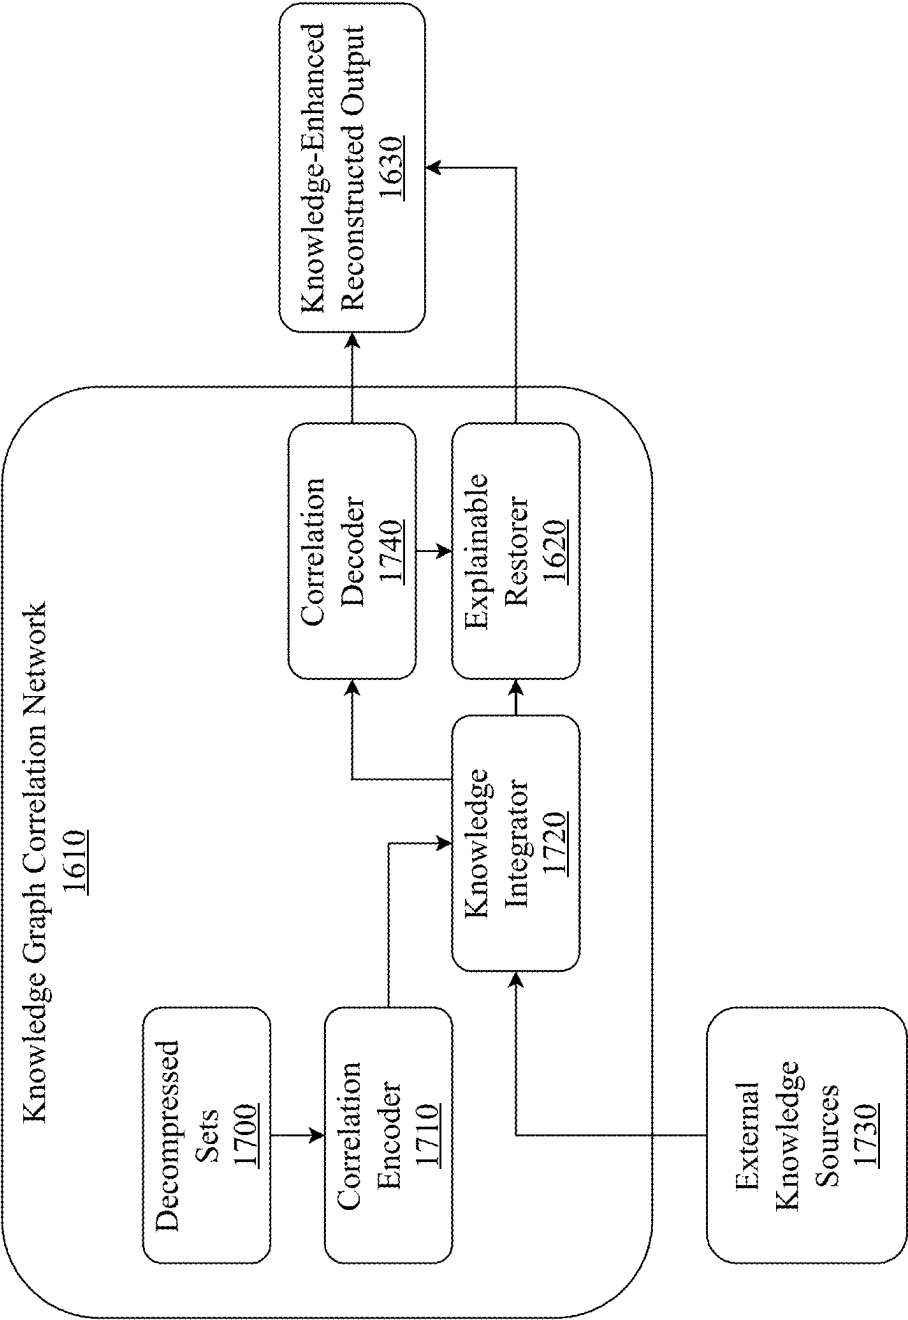 Knowledge Graph Correlation Network
1610
Decompressed
Sets
1700
Correlation
Encoder
1710
External
Knowledge
Sources
1730
Knowledge
Integrator
1720
Correlation
Decoder
1740
Explainable
Restorer
1620
Knowledge-Enhanced
Reconstructed Output
1630